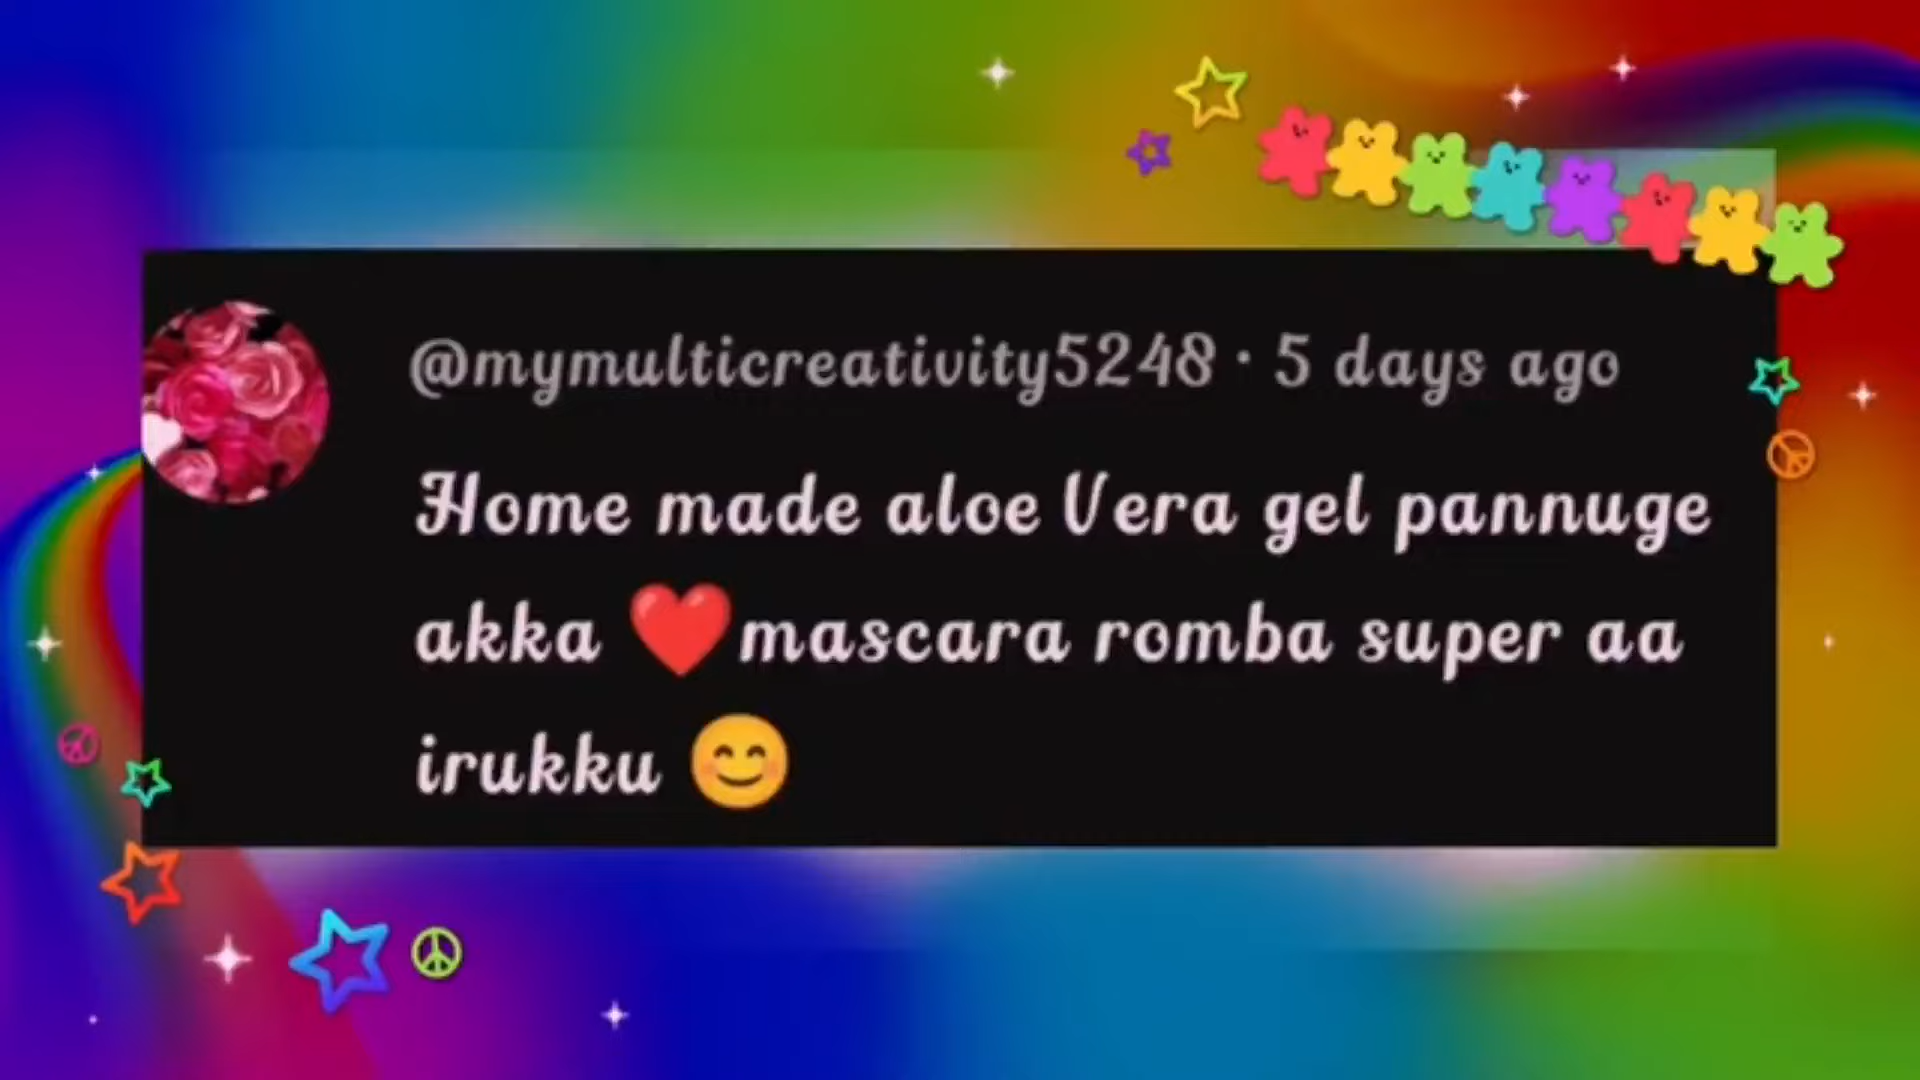 @mymulticreativity5248 · 5 days ago
Home made aloe Vera gel pannuge
akka ❤️mascara romba super aa
irukku 😊